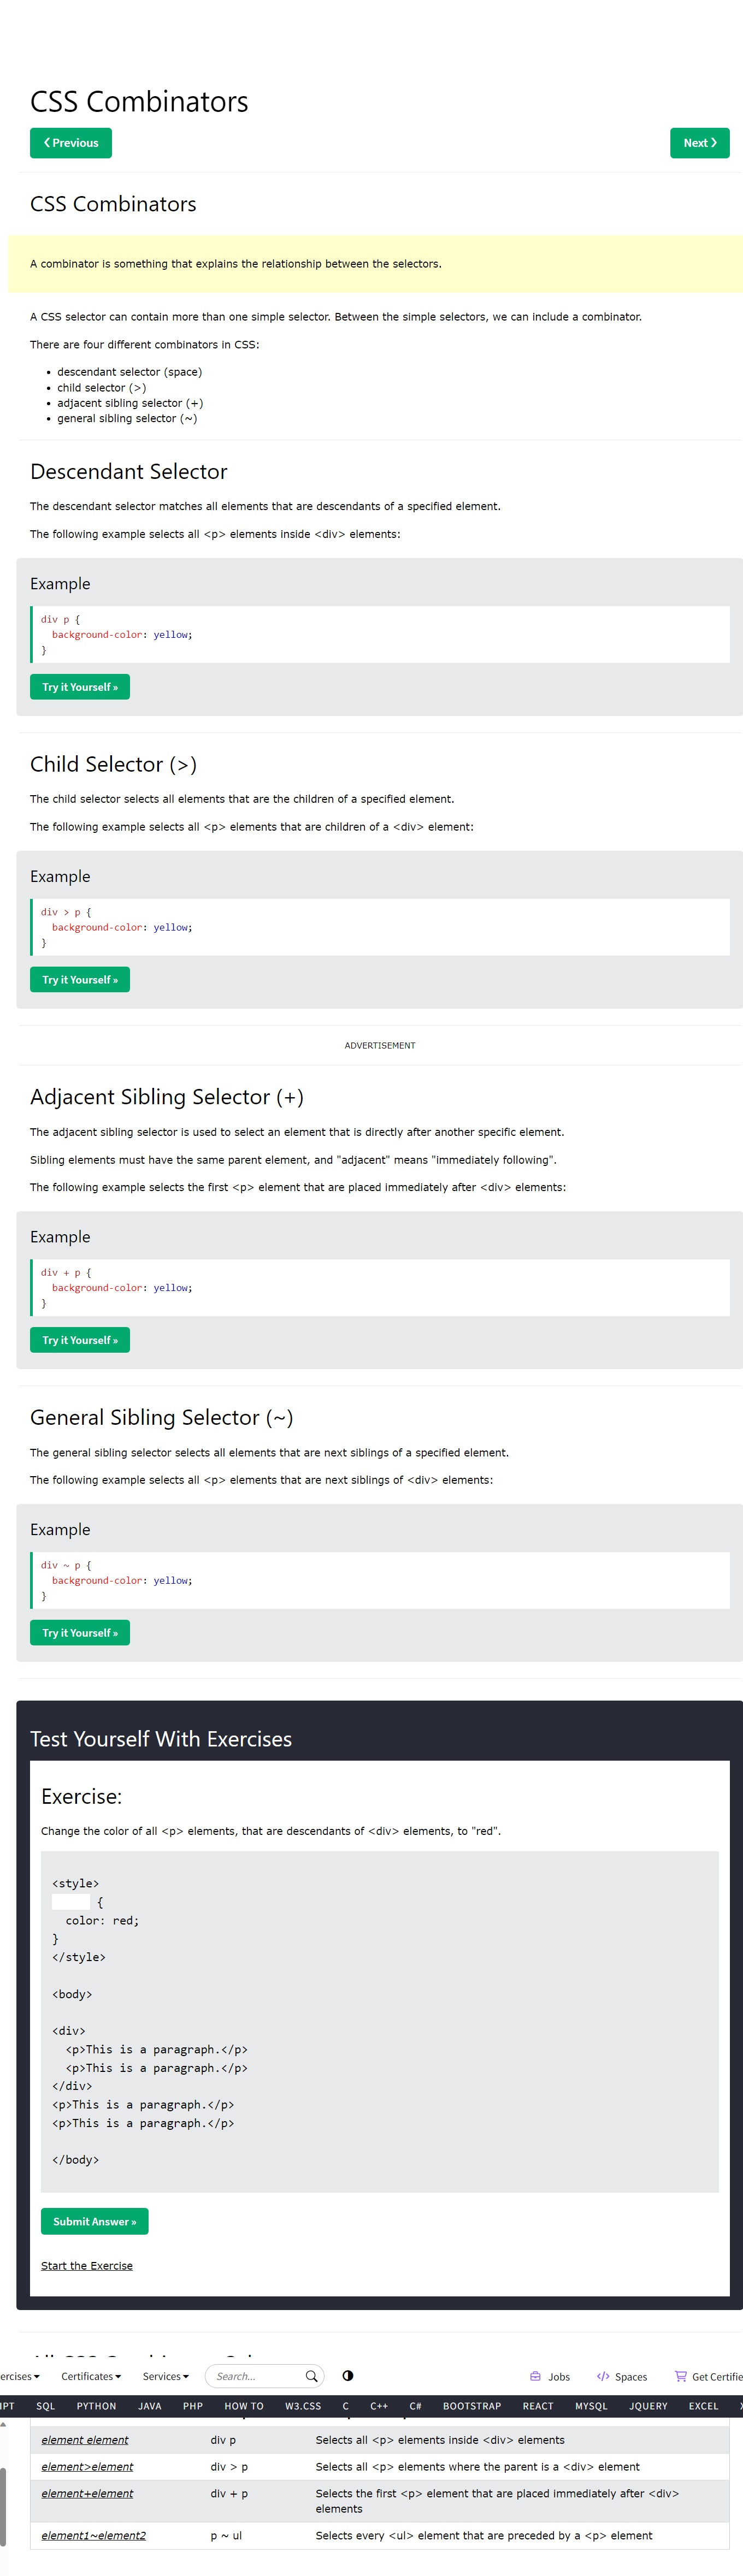 CSS Combinators
❮ Previous
Next ❯
CSS Combinators
A combinator is something that explains the relationship between the selectors.
A CSS selector can contain more than one simple selector. Between the simple selectors, we can include a combinator.
There are four different combinators in CSS:
• descendant selector (space)
• child selector (>)
• adjacent sibling selector (+)
• general sibling selector (~)
Descendant Selector
The descendant selector matches all elements that are descendants of a specified element.
The following example selects all <p> elements inside <div> elements:
Example
div p {
  background-color: yellow;
}
Try it Yourself »
Child Selector (>)
The child selector selects all elements that are the children of a specified element.
The following example selects all <p> elements that are children of a <div> element:
Example
div > p {
  background-color: yellow;
}
Try it Yourself »
ADVERTISEMENT
Adjacent Sibling Selector (+)
The adjacent sibling selector is used to select an element that is directly after another specific element.
Sibling elements must have the same parent element, and "adjacent" means "immediately following".
The following example selects the first <p> element that are placed immediately after <div> elements:
Example
div + p {
  background-color: yellow;
}
Try it Yourself »
General Sibling Selector (~)
The general sibling selector selects all elements that are next siblings of a specified element.
The following example selects all <p> elements that are next siblings of <div> elements:
Example
div ~ p {
  background-color: yellow;
}
Try it Yourself »
Test Yourself With Exercises
Exercise:
Change the color of all <p> elements, that are descendants of <div> elements, to "red".
<style>
{
  color: red;
}
</style>
<body>
<div>
  <p>This is a paragraph.</p>
  <p>This is a paragraph.</p>
</div>
<p>This is a paragraph.</p>
<p>This is a paragraph.</p>
</body>
Submit Answer »
Start the Exercise
ercises Certificates Services Search... Jobs Spaces Get Certifie
IPT SQL PYTHON JAVA PHP HOW TO W3.CSS C C++ C# BOOTSTRAP REACT MYSQL JQUERY EXCEL
element element div p Selects all <p> elements inside <div> elements
element>element div > p Selects all <p> elements where the parent is a <div> element
element+element div + p Selects the first <p> element that are placed immediately after <div>
elements
element1~element2 p ~ ul Selects every <ul> element that are preceded by a <p> element